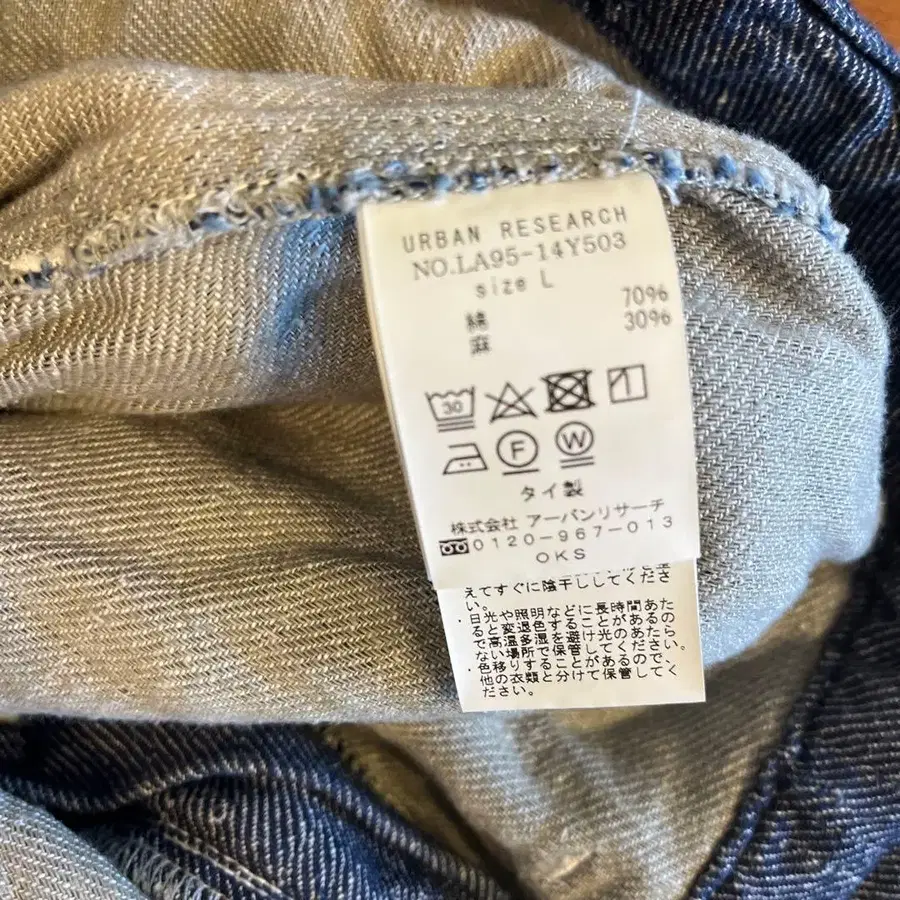 URBAN RESEARCH
NO.LA95-14Y503
size L
綿 70%
麻 30%
30
F W
タイ製
株式会社 アーバンリサーチ
0120-967-013
OKS
えてすぐに陰干ししてくださ
い。
・日光や照明などに長時間あた
ると変退色することがあるの
で高温多湿を避け光のあたら
ない場所で保管してください。
・色移りすることがあるので、
他の衣類と分けて保管してく
ださい。